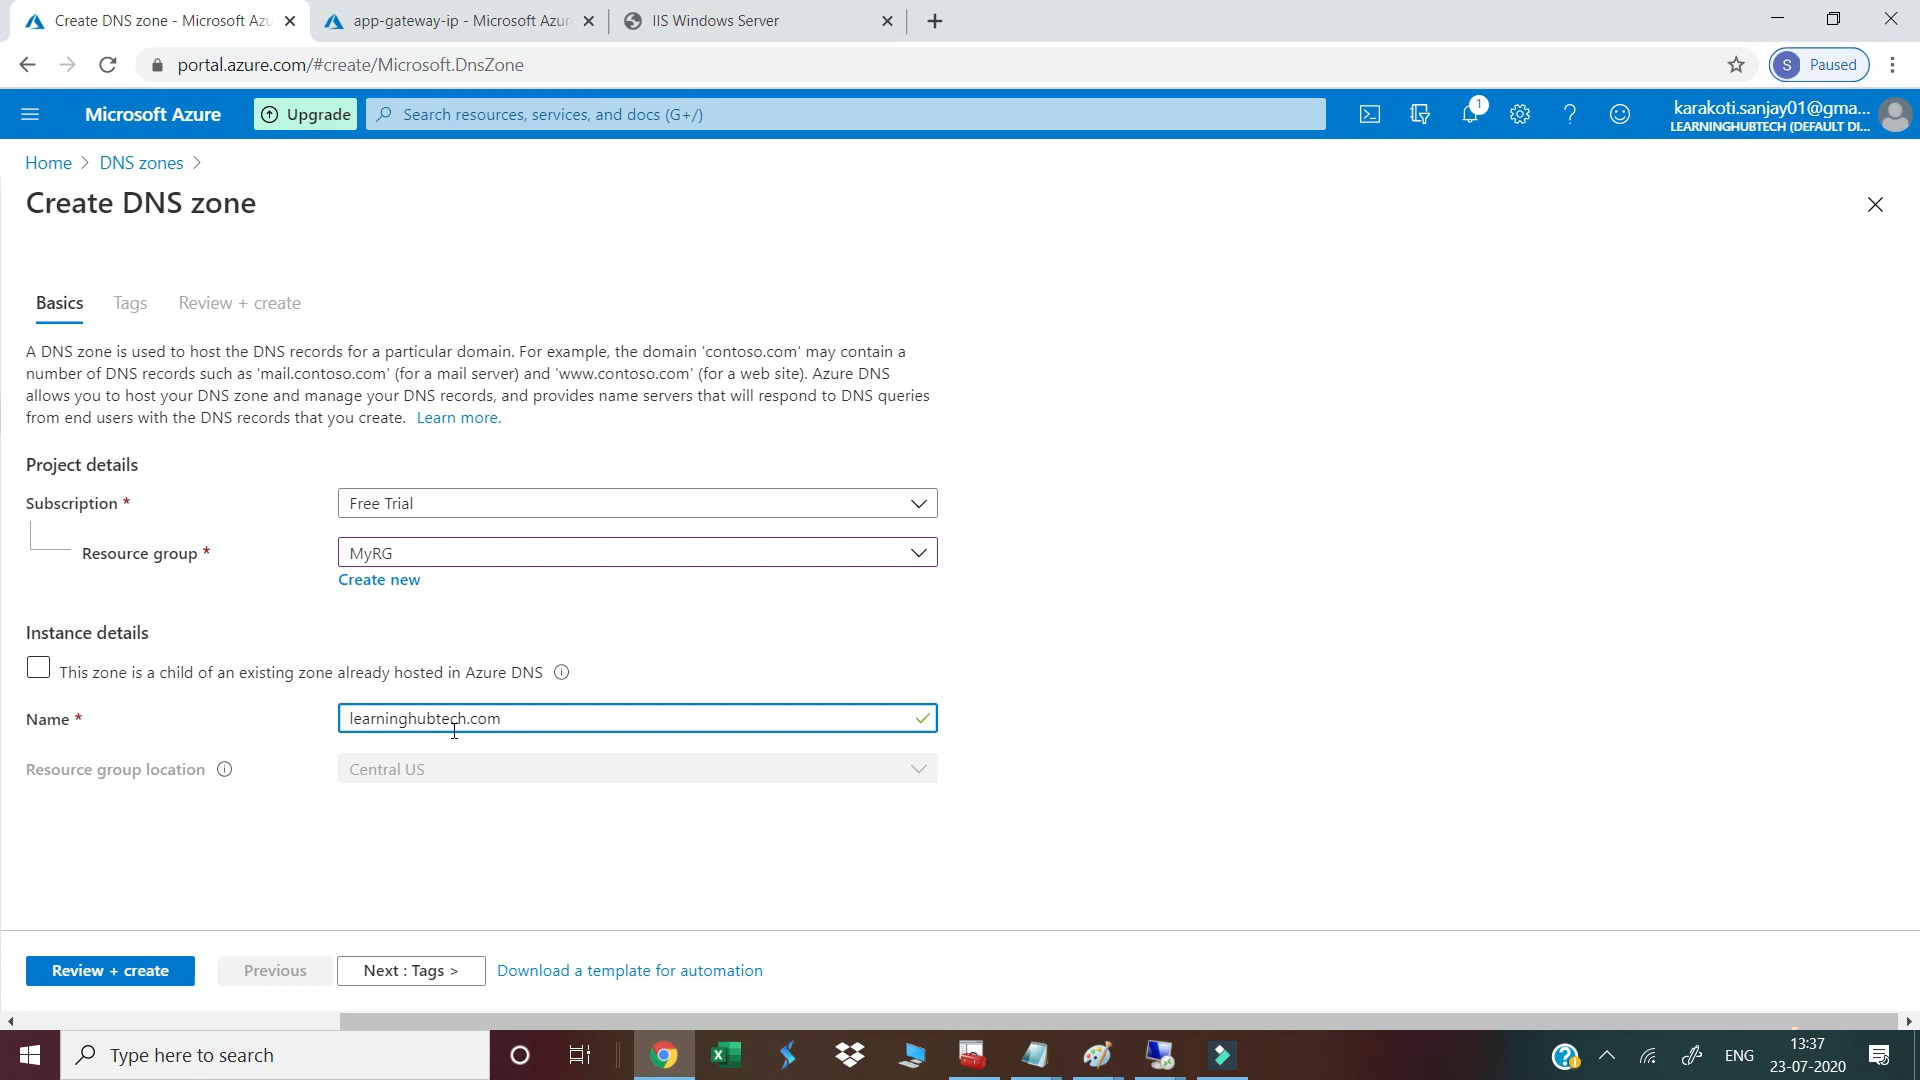 Create DNS zone - Microsoft Azu
app-gateway-ip - Microsoft Azur
IIS Windows Server
portal.azure.com/#create/Microsoft.DnsZone
S Paused
Microsoft Azure
Upgrade
Search resources, services, and docs (G+/)
1
karakoti.sanjay01@gma...
LEARNINGHUBTECH (DEFAULT DI...
Home > DNS zones >
Create DNS zone
Basics Tags Review + create
A DNS zone is used to host the DNS records for a particular domain. For example, the domain 'contoso.com' may contain a
number of DNS records such as 'mail.contoso.com' (for a mail server) and 'www.contoso.com' (for a web site). Azure DNS
allows you to host your DNS zone and manage your DNS records, and provides name servers that will respond to DNS queries
from end users with the DNS records that you create. Learn more.
Project details
Subscription *
Free Trial
Resource group *
MyRG
Create new
Instance details
This zone is a child of an existing zone already hosted in Azure DNS
Name *
learninghubtech.com
Resource group location
Central US
Review + create
Previous
Next : Tags >
Download a template for automation
Type here to search
ENG
13:37
23-07-2020